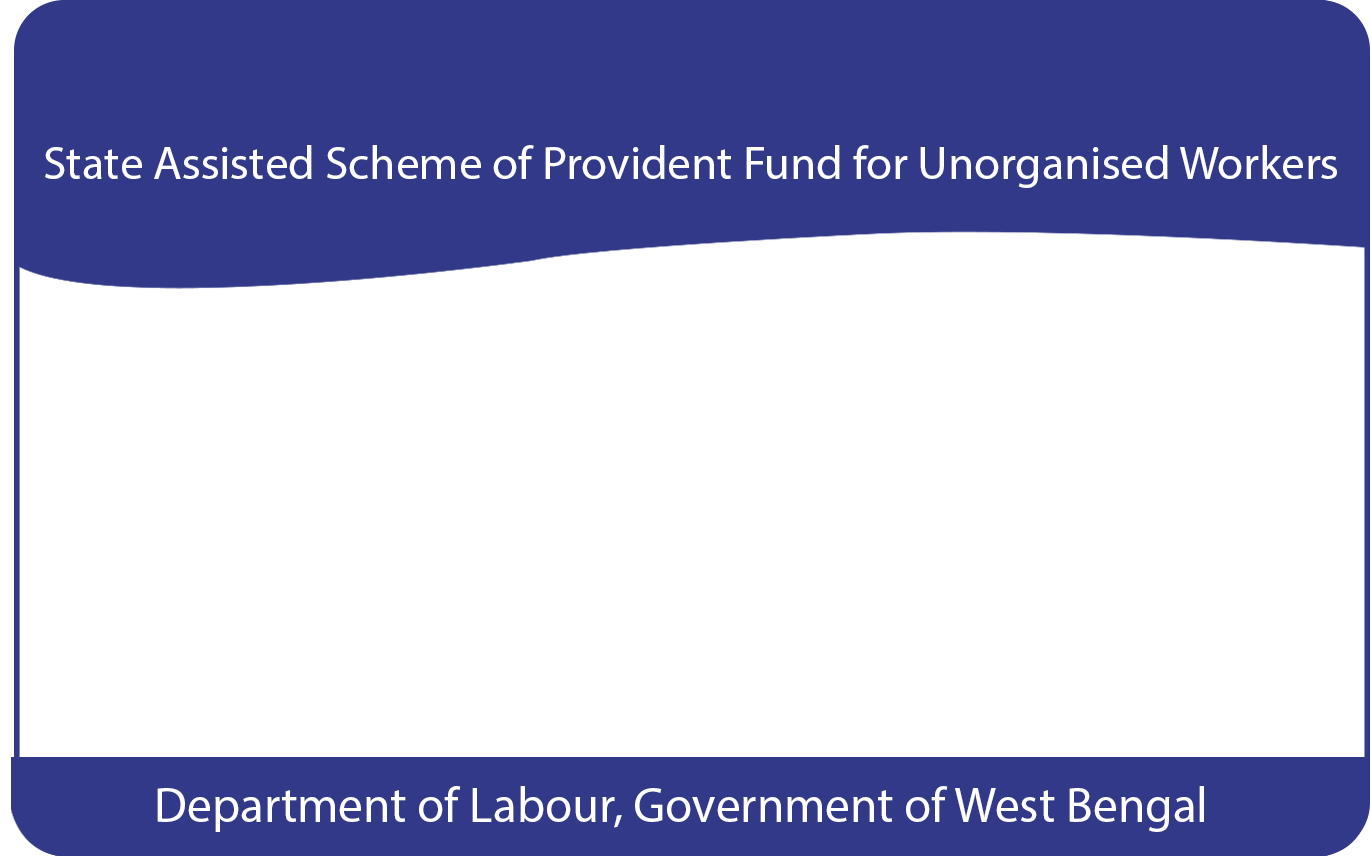 State Assisted Scheme of Provident Fund for Unorganised Workers
Department of Labour, Government of West Bengal